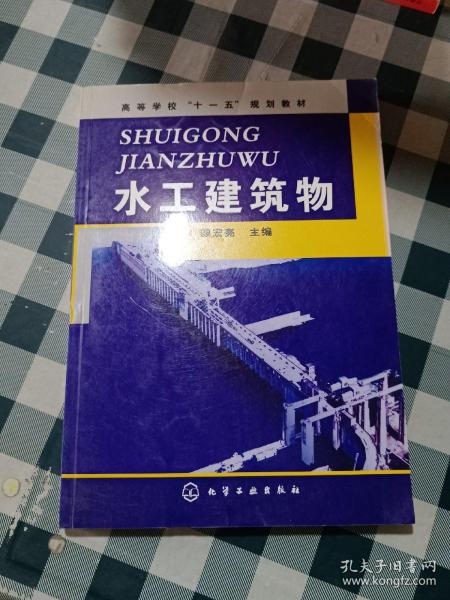 高等学校“十一五”规划教材
SHUIGONG
JIANZHUWU
水工建筑物
宏亮 主编
化学工业出版社
孔夫子旧书网
www.kongfz.com